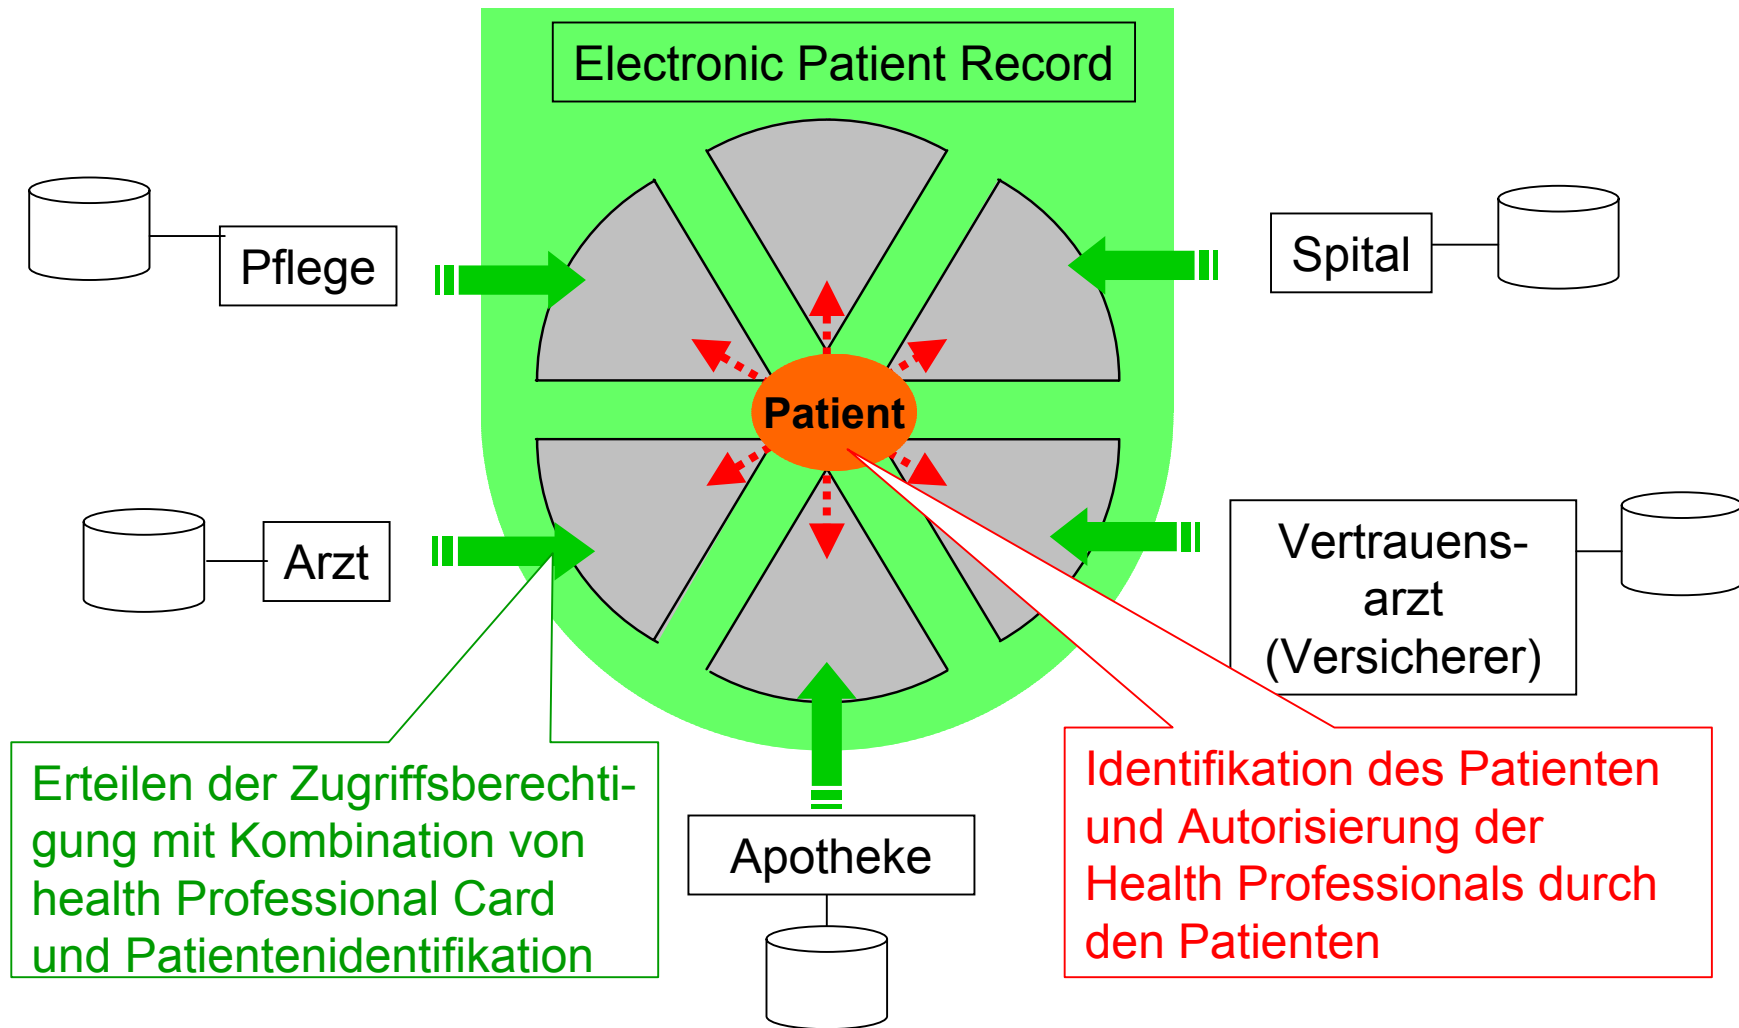 Electronic Patient Record
Pflege
Spital
Patient
Arzt
Vertrauens-
arzt
(Versicherer)
Erteilen der Zugriffsberechti-
gung mit Kombination von
health Professional Card
und Patientenidentifikation
Apotheke
Identifikation des Patienten
und Autorisierung der
Health Professionals durch
den Patienten